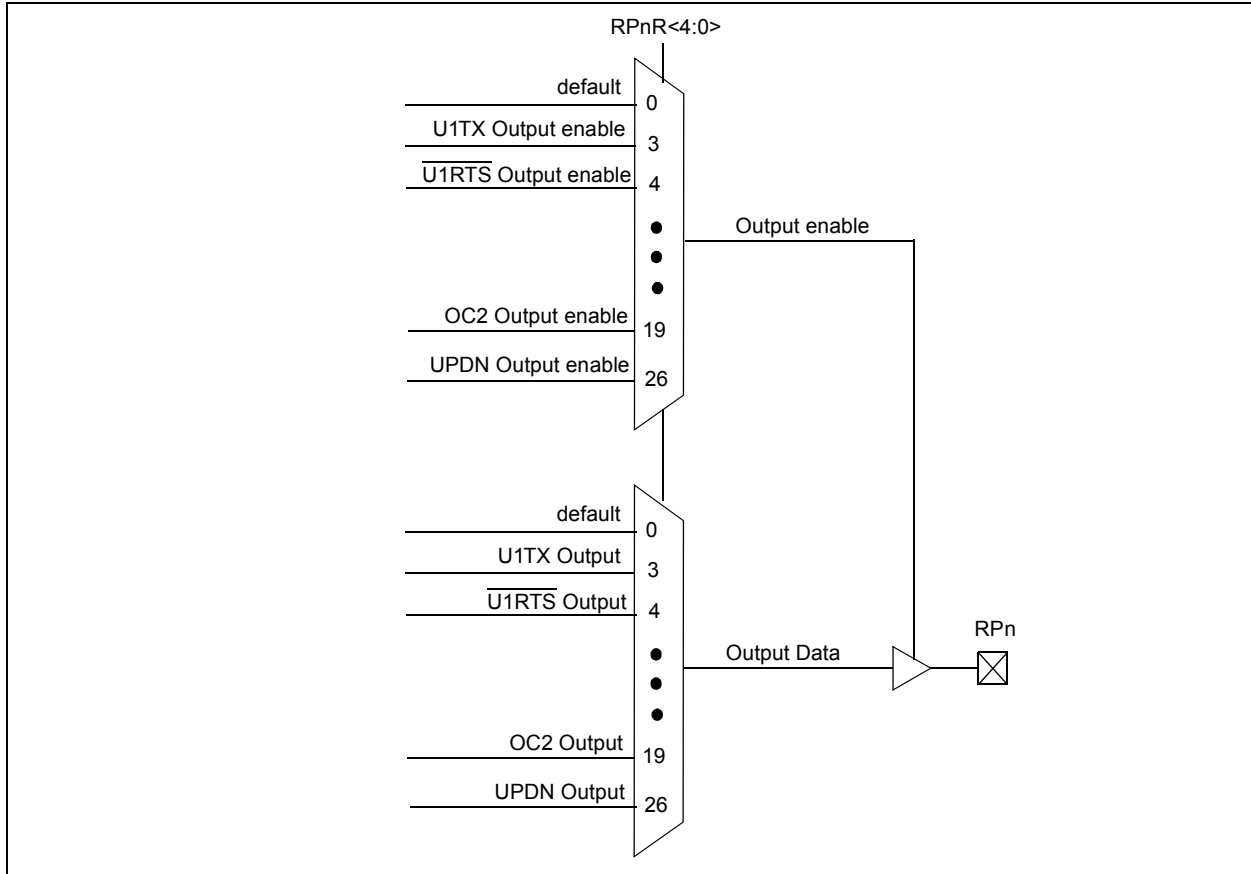 RPnR<4:0>
default
0
U1TX Output enable
3
U1RTS Output enable
4
Output enable
OC2 Output enable
19
UPDN Output enable
26
default
0
U1TX Output
3
U1RTS Output
4
Output Data
RPn
OC2 Output
19
UPDN Output
26